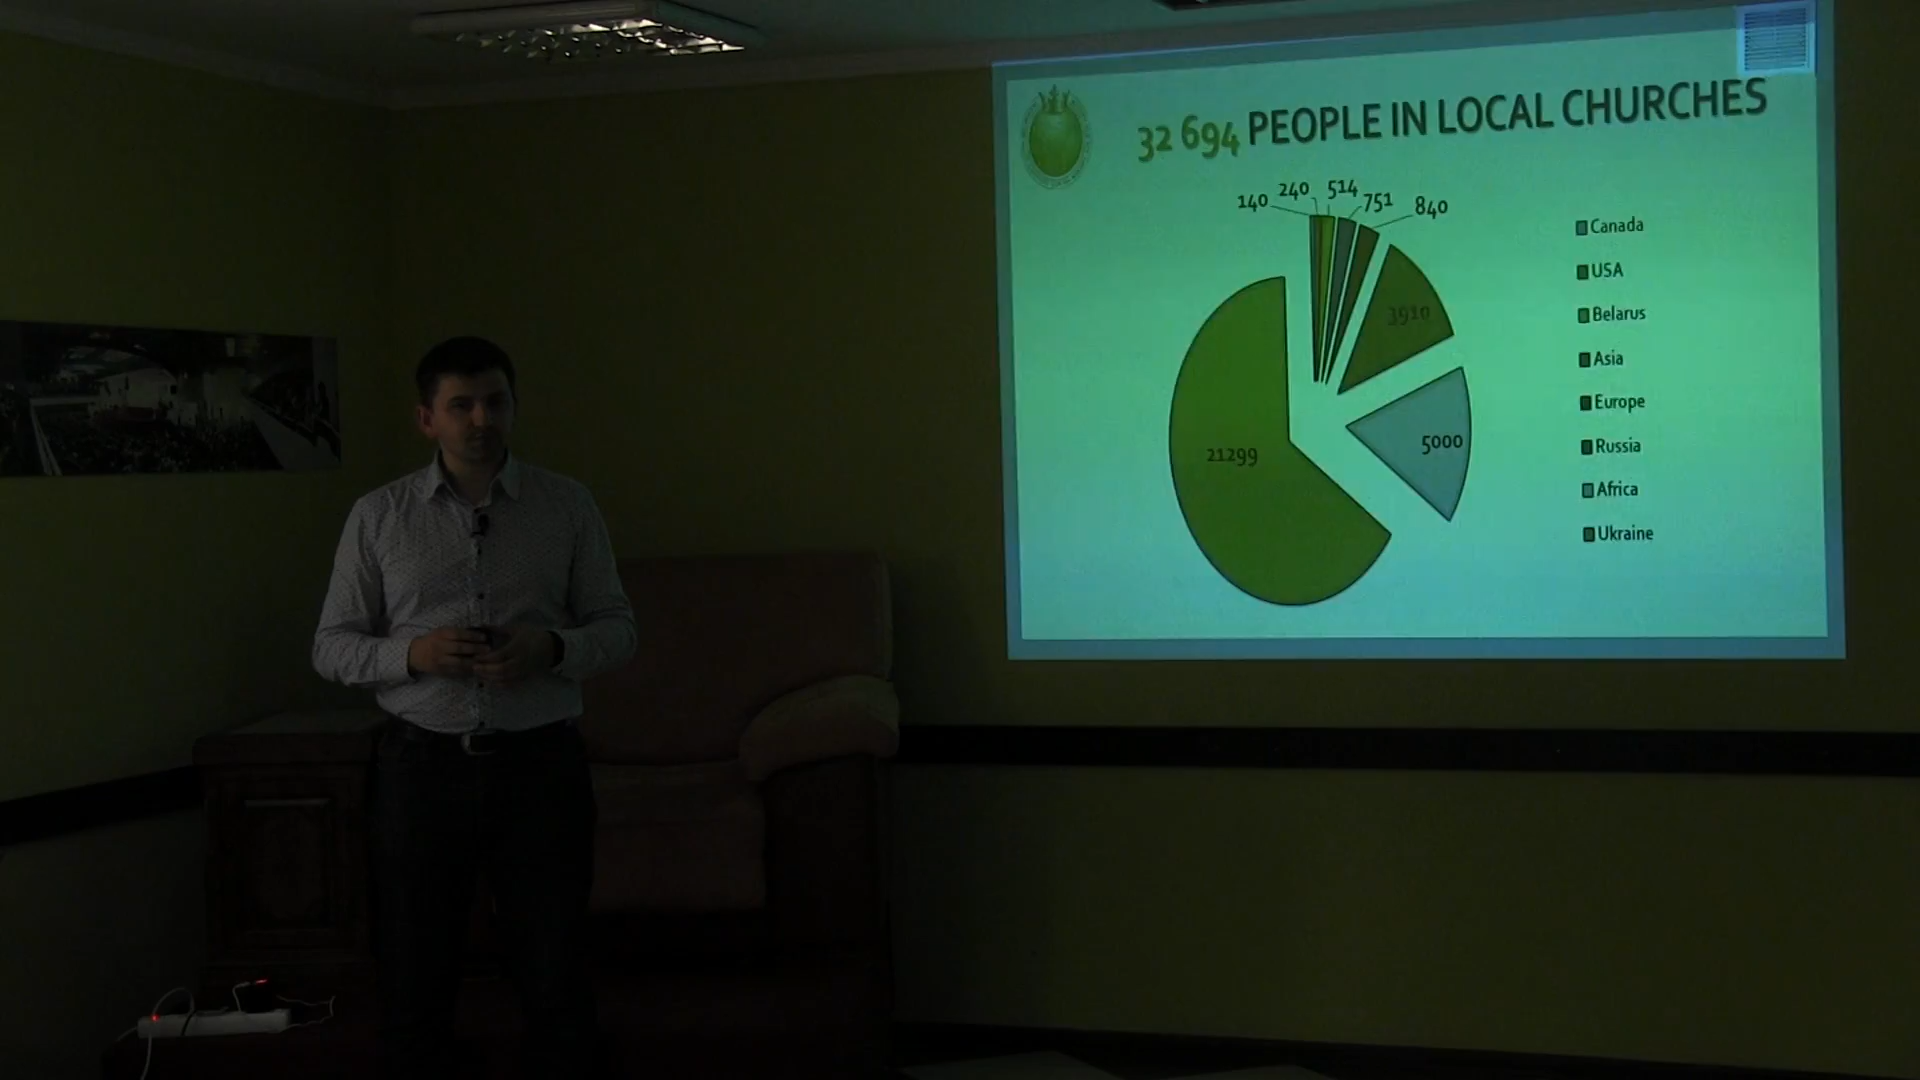 32 694 PEOPLE IN LOCAL CHURCHES
140
240
514
751
840
3910
5000
21299
Canada
USA
Belarus
Asia
Europe
Russia
Africa
Ukraine